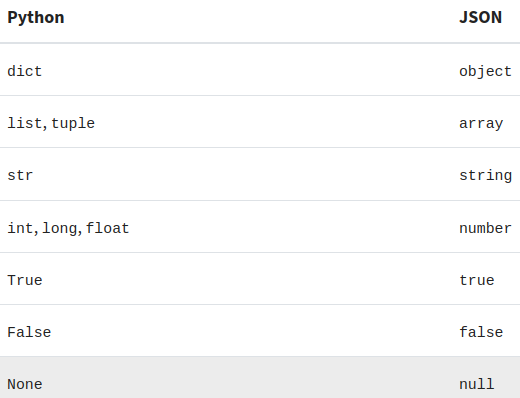 Python JSON
dict object
list, tuple array
str string
int, long, float number
True true
False false
None null